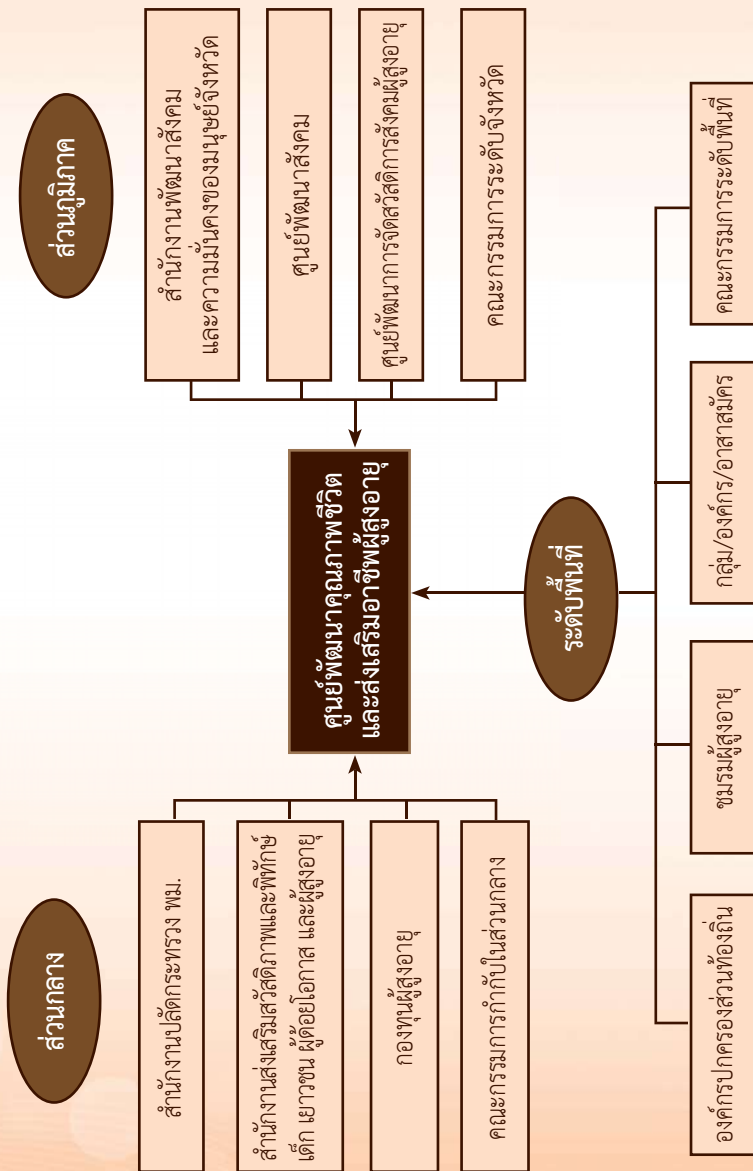 ส่วนกลาง
สำนักงานปลัดกระทรวง พม.
สำนักงานส่งเสริมสวัสดิภาพและพิทักษ์
เด็ก เยาวชน ผู้ด้อยโอกาส และผู้สูงอายุ
กองทุนผู้สูงอายุ
คณะกรรมการกำกับในส่วนกลาง
ส่วนภูมิภาค
สำนักงานพัฒนาสังคม
และความมั่นคงของมนุษย์จังหวัด
ศูนย์พัฒนาสังคม
ศูนย์พัฒนาการจัดสวัสดิการสังคมผู้สูงอายุ
คณะกรรมการระดับจังหวัด
ศูนย์พัฒนาคุณภาพชีวิต
และส่งเสริมอาชีพผู้สูงอายุ
ระดับพื้นที่
องค์กรปกครองส่วนท้องถิ่น
ชมรมผู้สูงอายุ
กลุ่ม/องค์กร/อาสาสมัคร
คณะกรรมการระดับพื้นที่